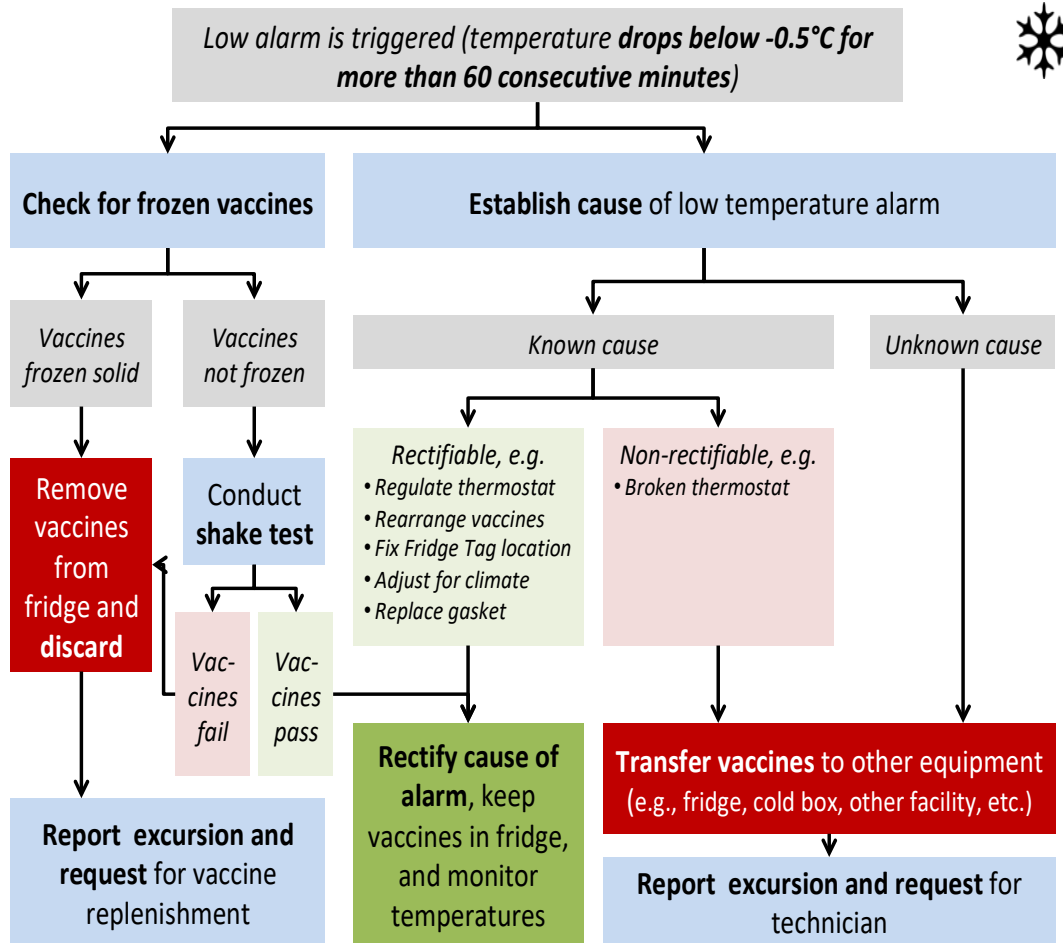 Low alarm is triggered (temperature drops below -0.5°C for
more than 60 consecutive minutes)
Check for frozen vaccines
Establish cause of low temperature alarm
Vaccines
frozen solid
Vaccines
not frozen
Known cause
Unknown cause
Remove
vaccines
from
fridge and
discard
Conduct
shake test
Rectifiable, e.g.
• Regulate thermostat
• Rearrange vaccines
• Fix Fridge Tag location
• Adjust for climate
• Replace gasket
Non-rectifiable, e.g.
• Broken thermostat
Vac-
cines
fail
Vac-
cines
pass
Rectify cause of
alarm, keep
vaccines in fridge,
and monitor
temperatures
Transfer vaccines to other equipment
(e.g., fridge, cold box, other facility, etc.)
Report excursion and
request for vaccine
replenishment
Report excursion and request for
technician